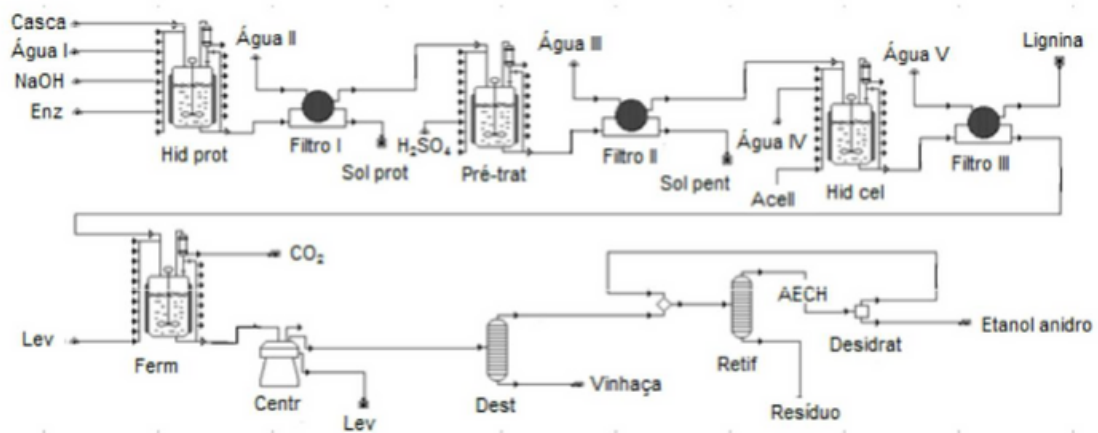 Casca
Água I
NaOH
Enz
Hid prot
Água II
Filtro I
Sol prot
H₂SO₄
Pré-trat
Água III
Filtro II
Sol pent
Água IV
Acell
Hid cel
Água V
Filtro III
Lignina
Lev
Ferm
CO₂
Centr
Lev
Dest
Vinhaça
Retif
AECH
Resíduo
Desidrat
Etanol anidro